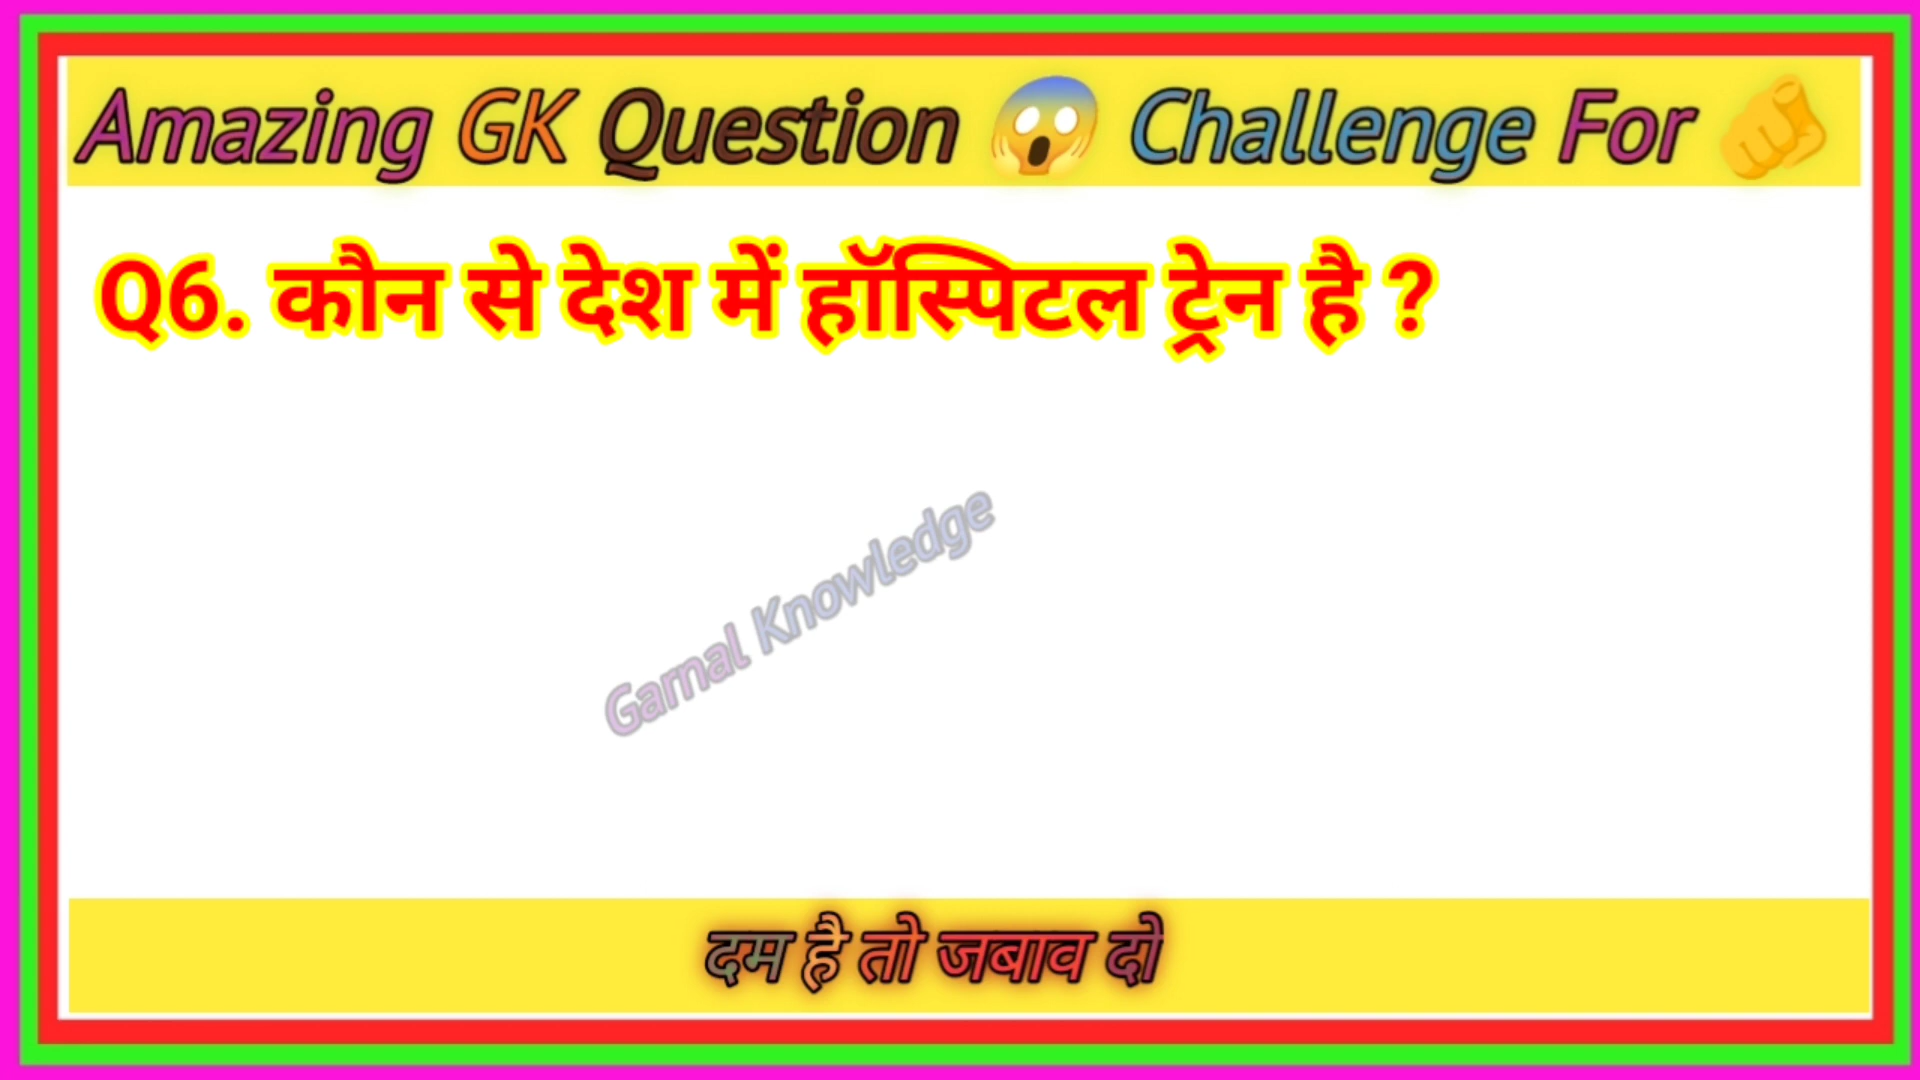 Amazing GK Question 😱 Challenge For 🫵
Q6. कौन से देश में हॉस्पिटल ट्रेन है ?
Garnal Knowledge
दम है तो जबाव दो